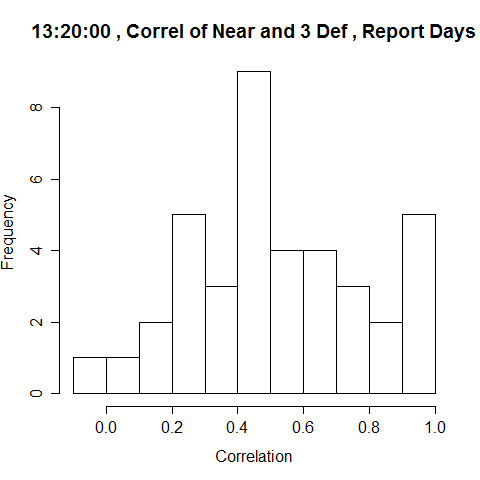 13:20:00 , Correl of Near and 3 Def , Report Days
Frequency
8
6
4
2
0
0.0 0.2 0.4 0.6 0.8 1.0
Correlation